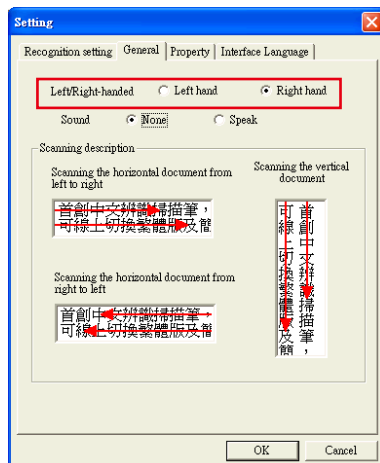 Setting
Recognition setting General Property Interface Language
Left/Right-handed Left hand Right hand
Sound None Speak
Scanning description
Scanning the horizontal document from
left to right
首創中文辨識掃描筆，
可線上切換繁體版及簡
Scanning the vertical
document
首創中文辨識掃描筆，
可線上切換繁體版及簡
Scanning the horizontal document from
right to left
首創中文辨識掃描筆，
可線上切換繁體版及簡
OK Cancel